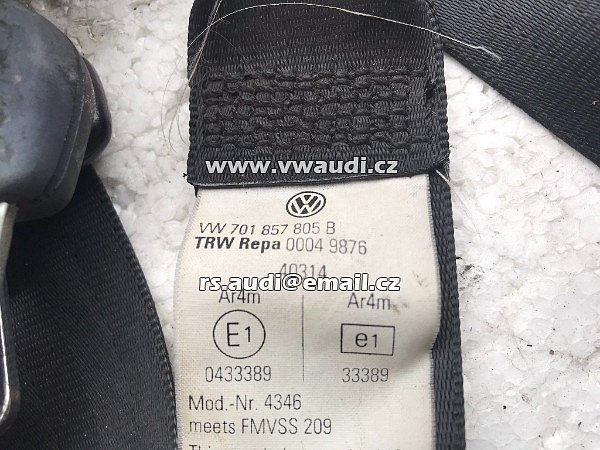 www.vwaudi.cz
VW 701 857 805 B
TRW Repa 0004 9876
40314
rs.audi@email.cz
Ar4m Ar4m
E1 e1
0433389 33389
Mod.-Nr. 4346
meets FMVSS 209